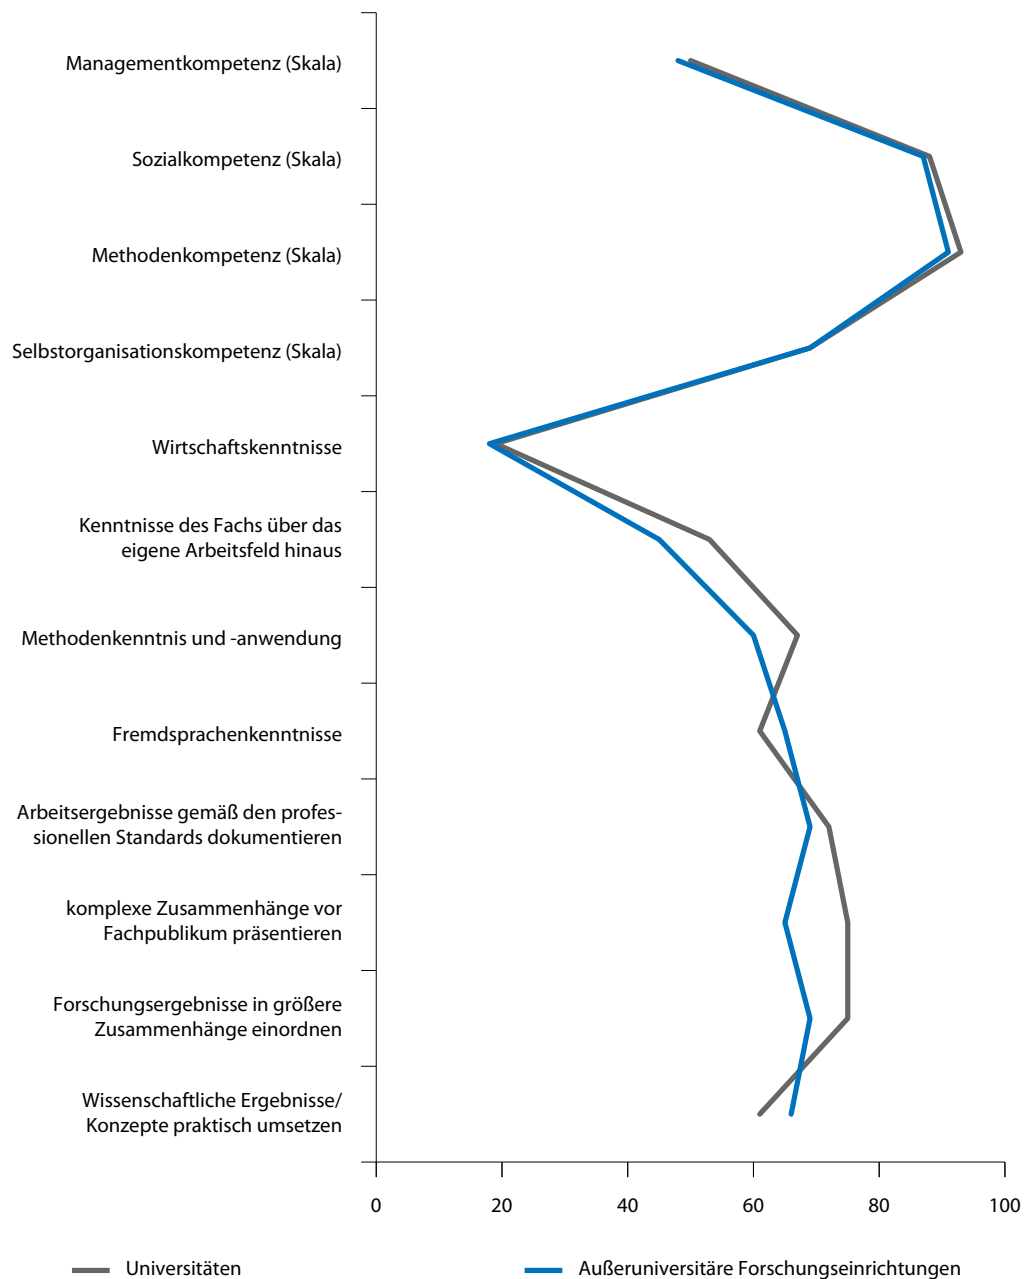 Managementkompetenz (Skala)
Sozialkompetenz (Skala)
Methodenkompetenz (Skala)
Selbstorganisationskompetenz (Skala)
Wirtschaftskenntnisse
Kenntnisse des Fachs über das
eigene Arbeitsfeld hinaus
Methodenkenntnis und -anwendung
Fremdsprachenkenntnisse
Arbeitsergebnisse gemäß den profes-
sionellen Standards dokumentieren
komplexe Zusammenhänge vor
Fachpublikum präsentieren
Forschungsergebnisse in größere
Zusammenhänge einordnen
Wissenschaftliche Ergebnisse/
Konzepte praktisch umsetzen
0 20 40 60 80 100
Universitäten Außeruniversitäre Forschungseinrichtungen